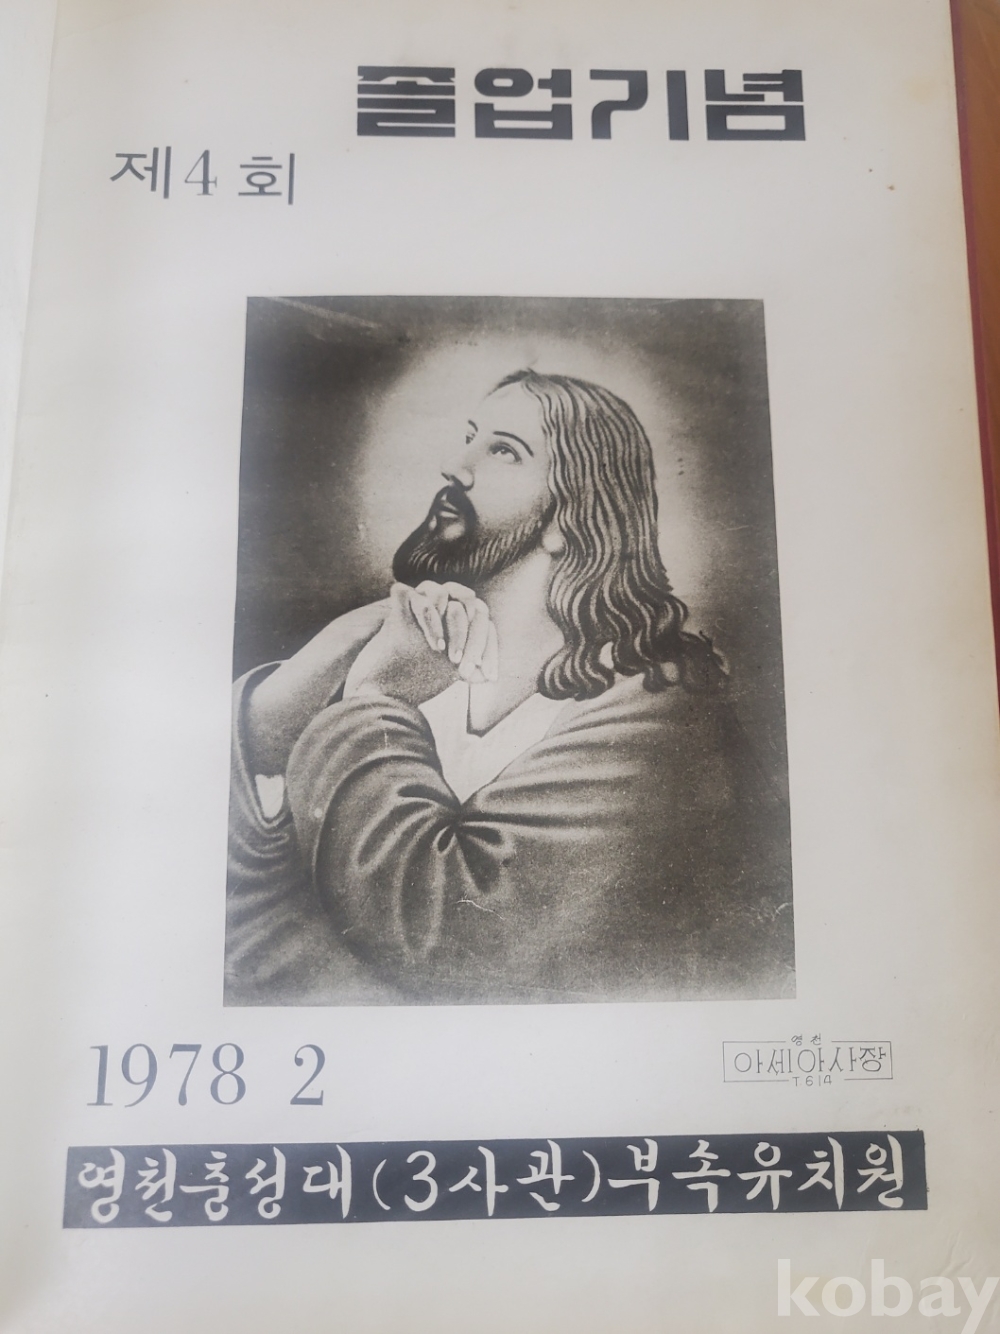 졸업기념
제4회
1978 2
영천
아세아사장
T.614
영천충성대(3사관)부속유치원
kobay